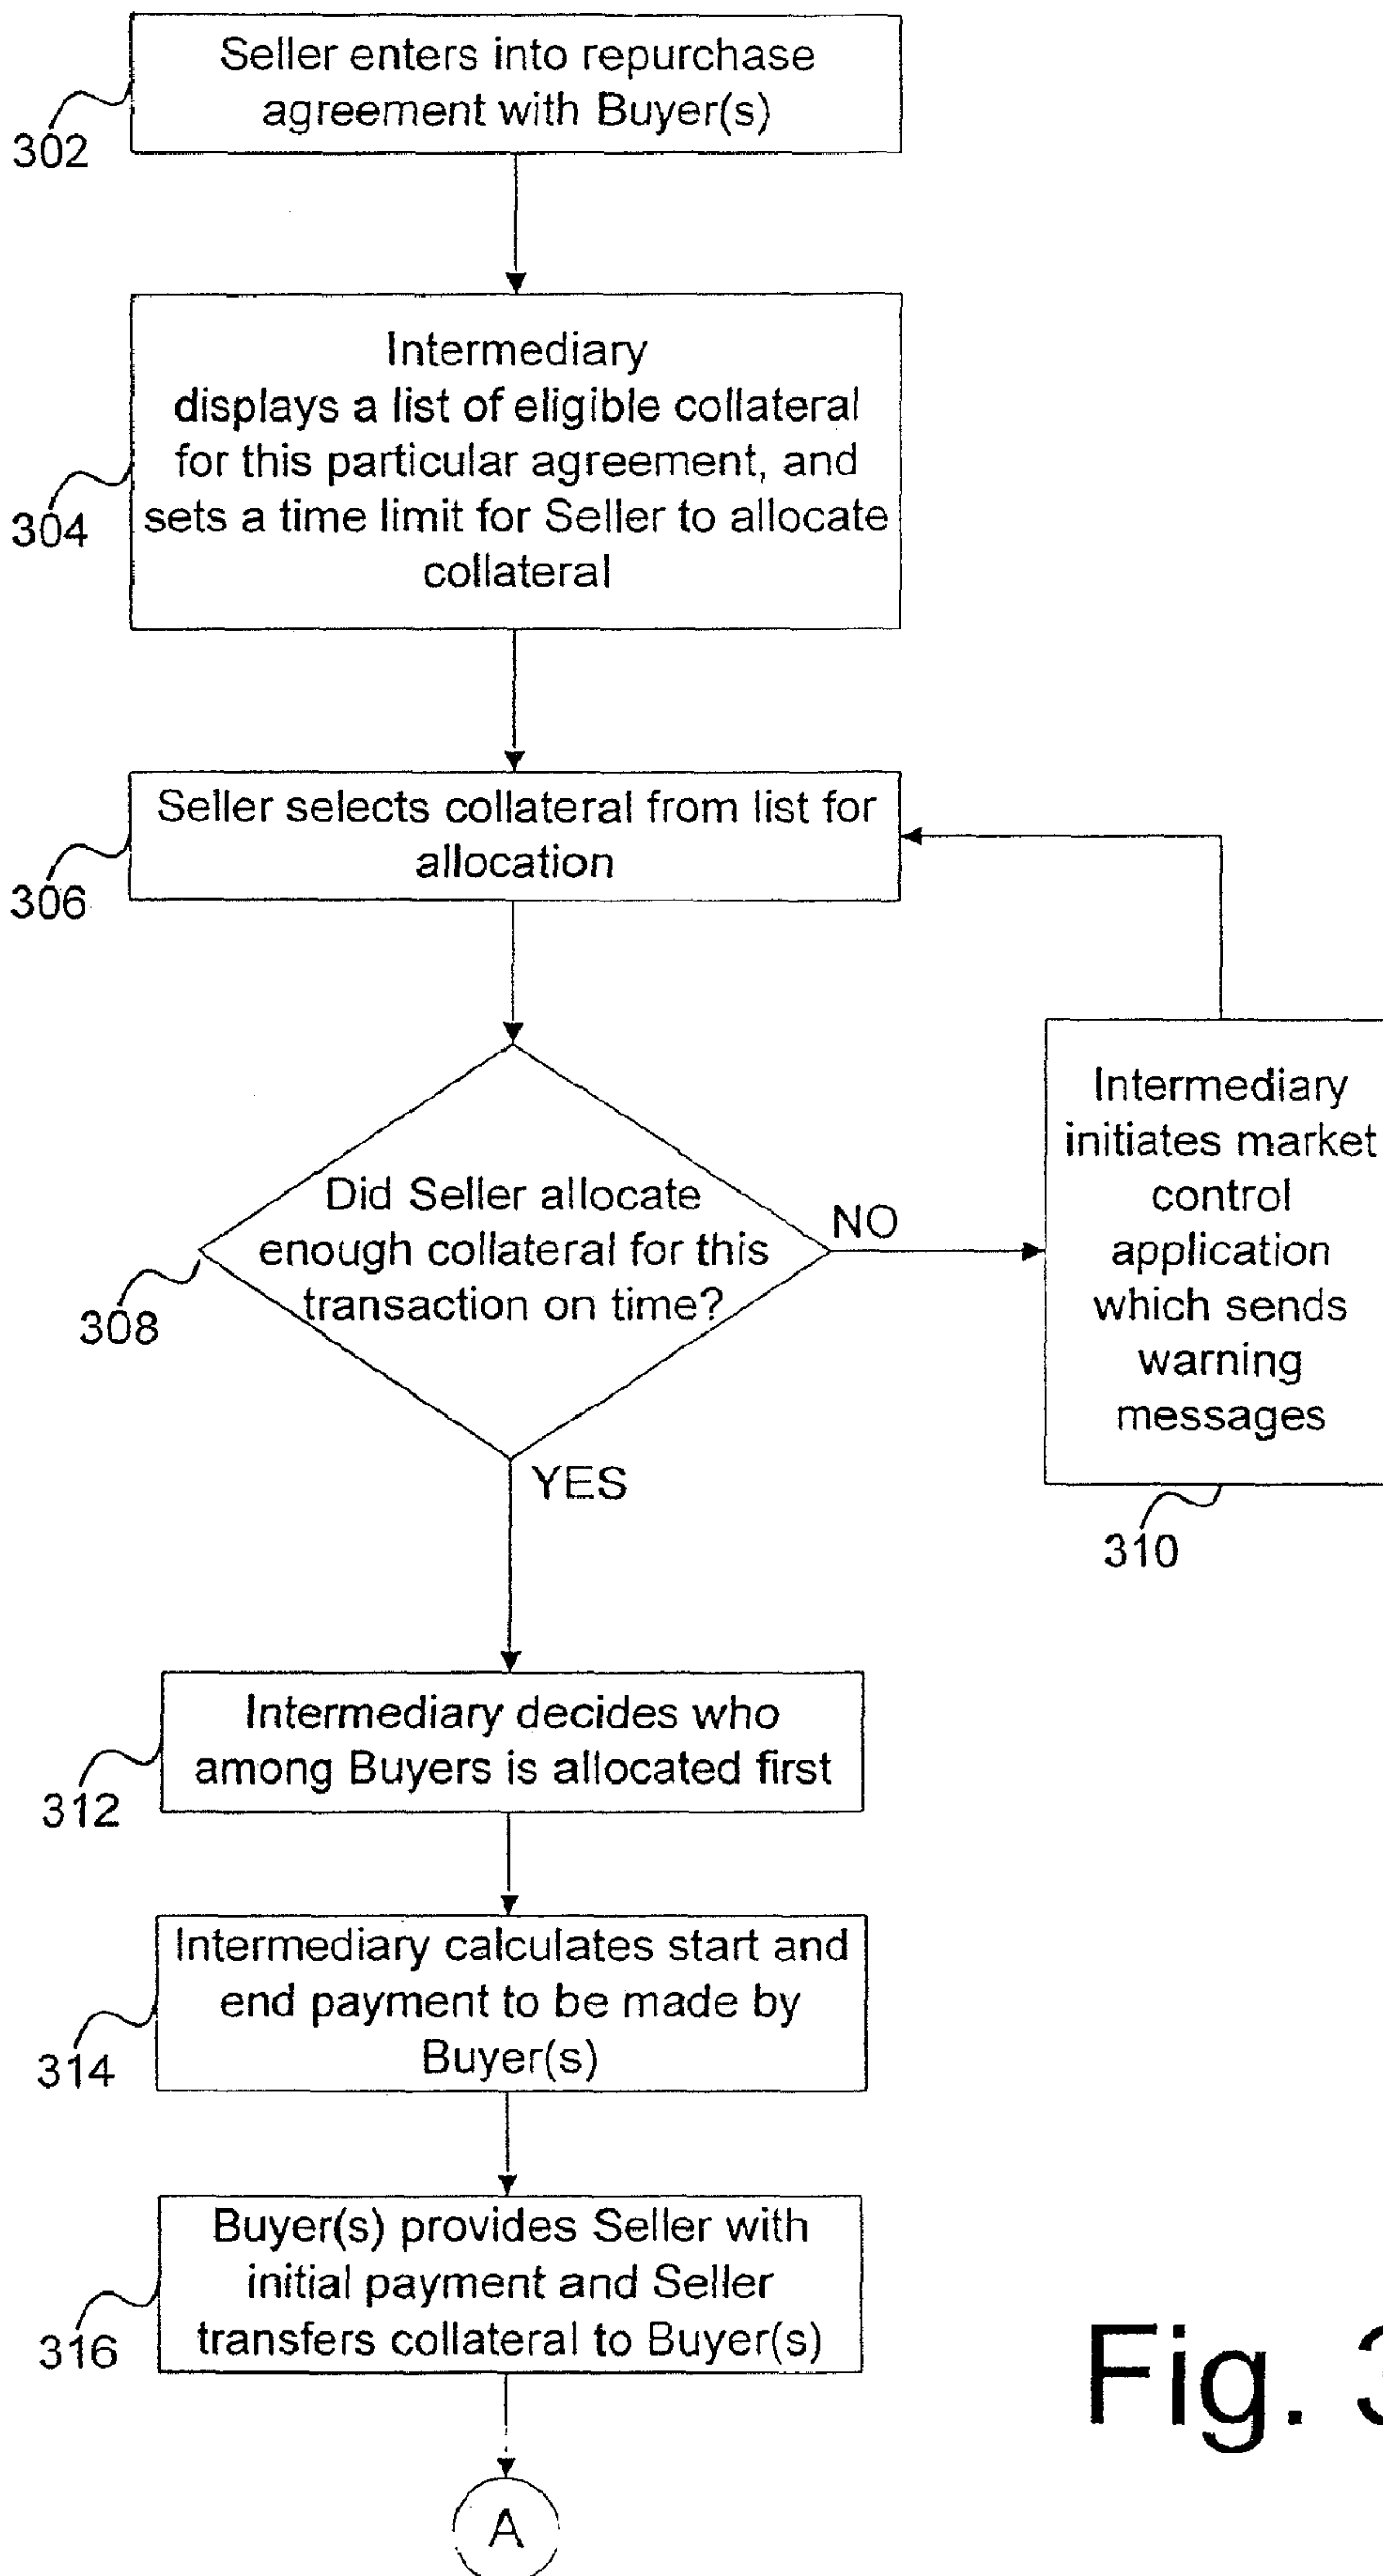 Seller enters into repurchase
agreement with Buyer(s)
302
Intermediary
displays a list of eligible collateral
for this particular agreement, and
sets a time limit for Seller to allocate
collateral
304
Seller selects collateral from list for
allocation
306
Did Seller allocate
enough collateral for this
transaction on time?
308
NO
Intermediary
initiates market
control
application
which sends
warning
messages
310
YES
Intermediary decides who
among Buyers is allocated first
312
Intermediary calculates start and
end payment to be made by
Buyer(s)
314
Buyer(s) provides Seller with
initial payment and Seller
transfers collateral to Buyer(s)
316
Fig. 3
A